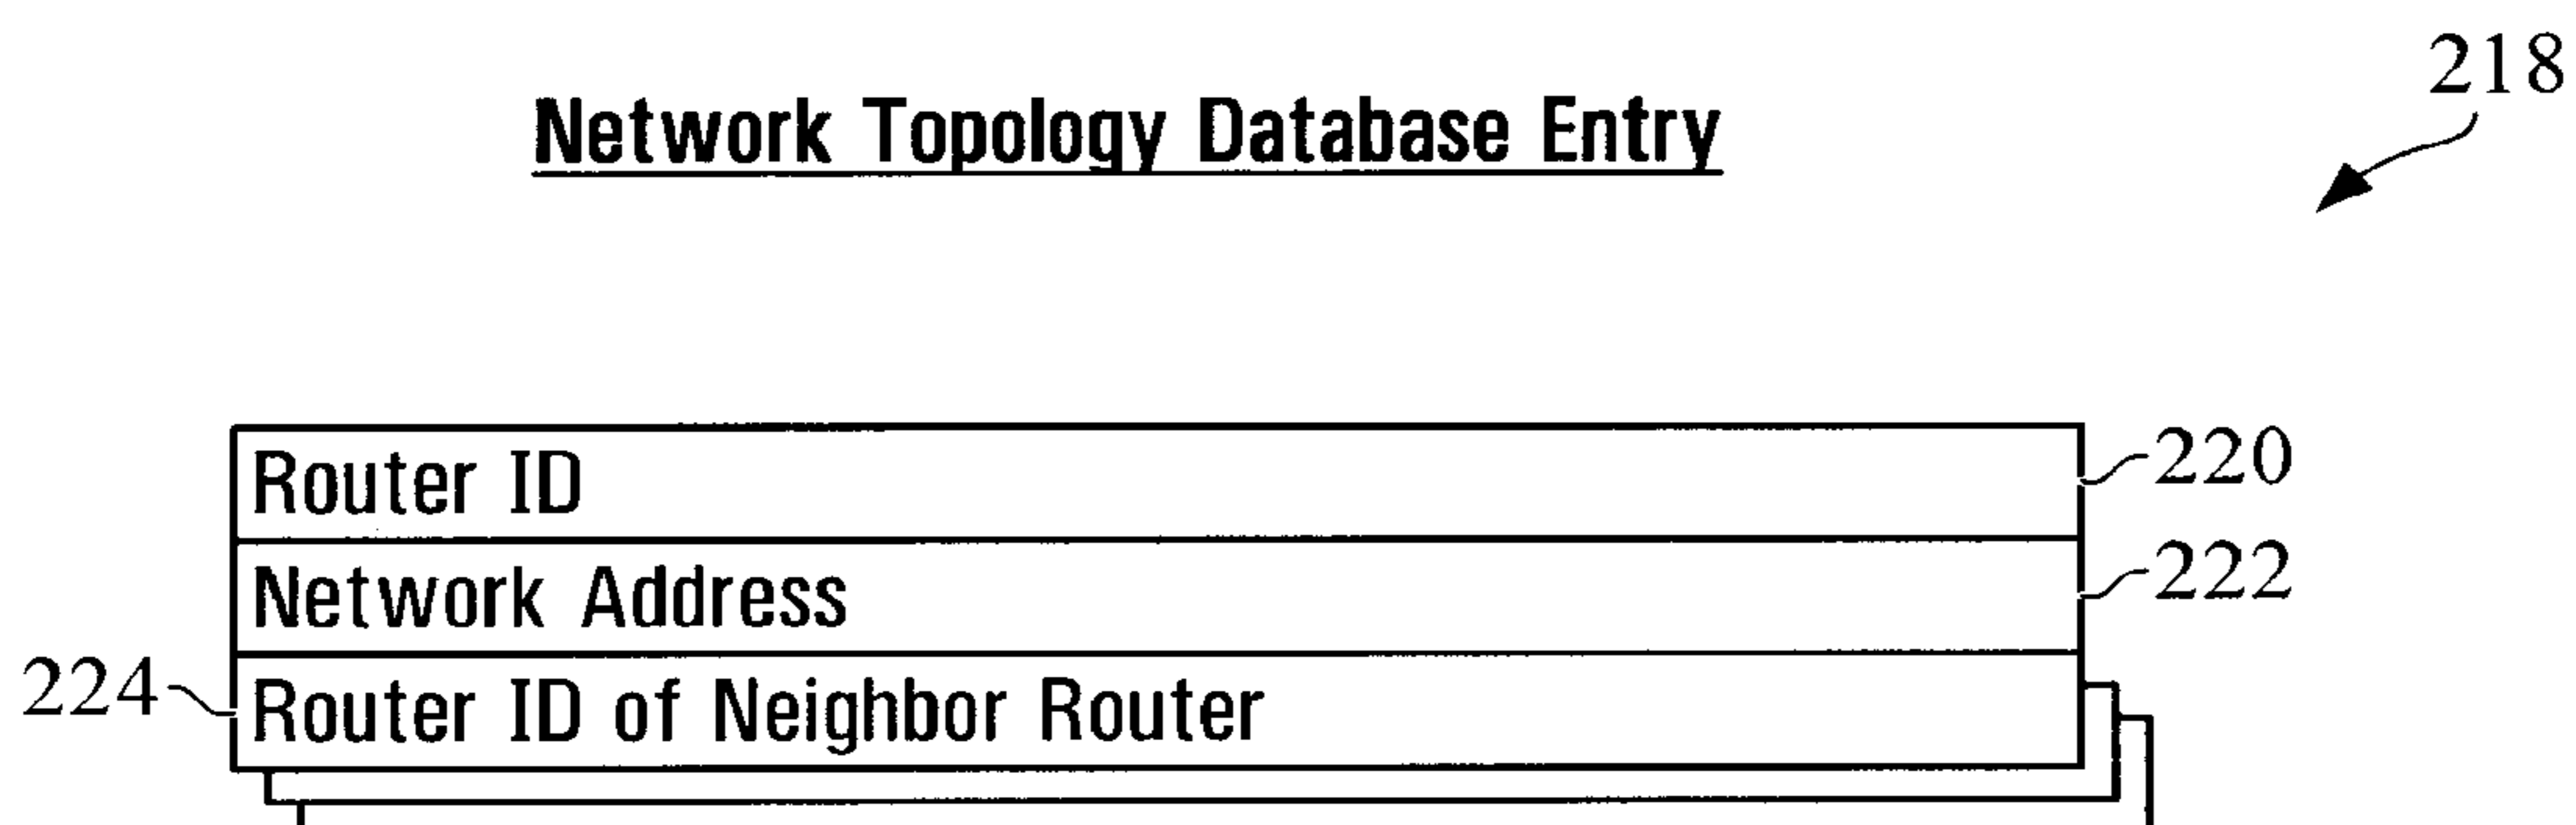 218
Network Topology Database Entry
Router ID
220
Network Address
222
224
Router ID of Neighbor Router